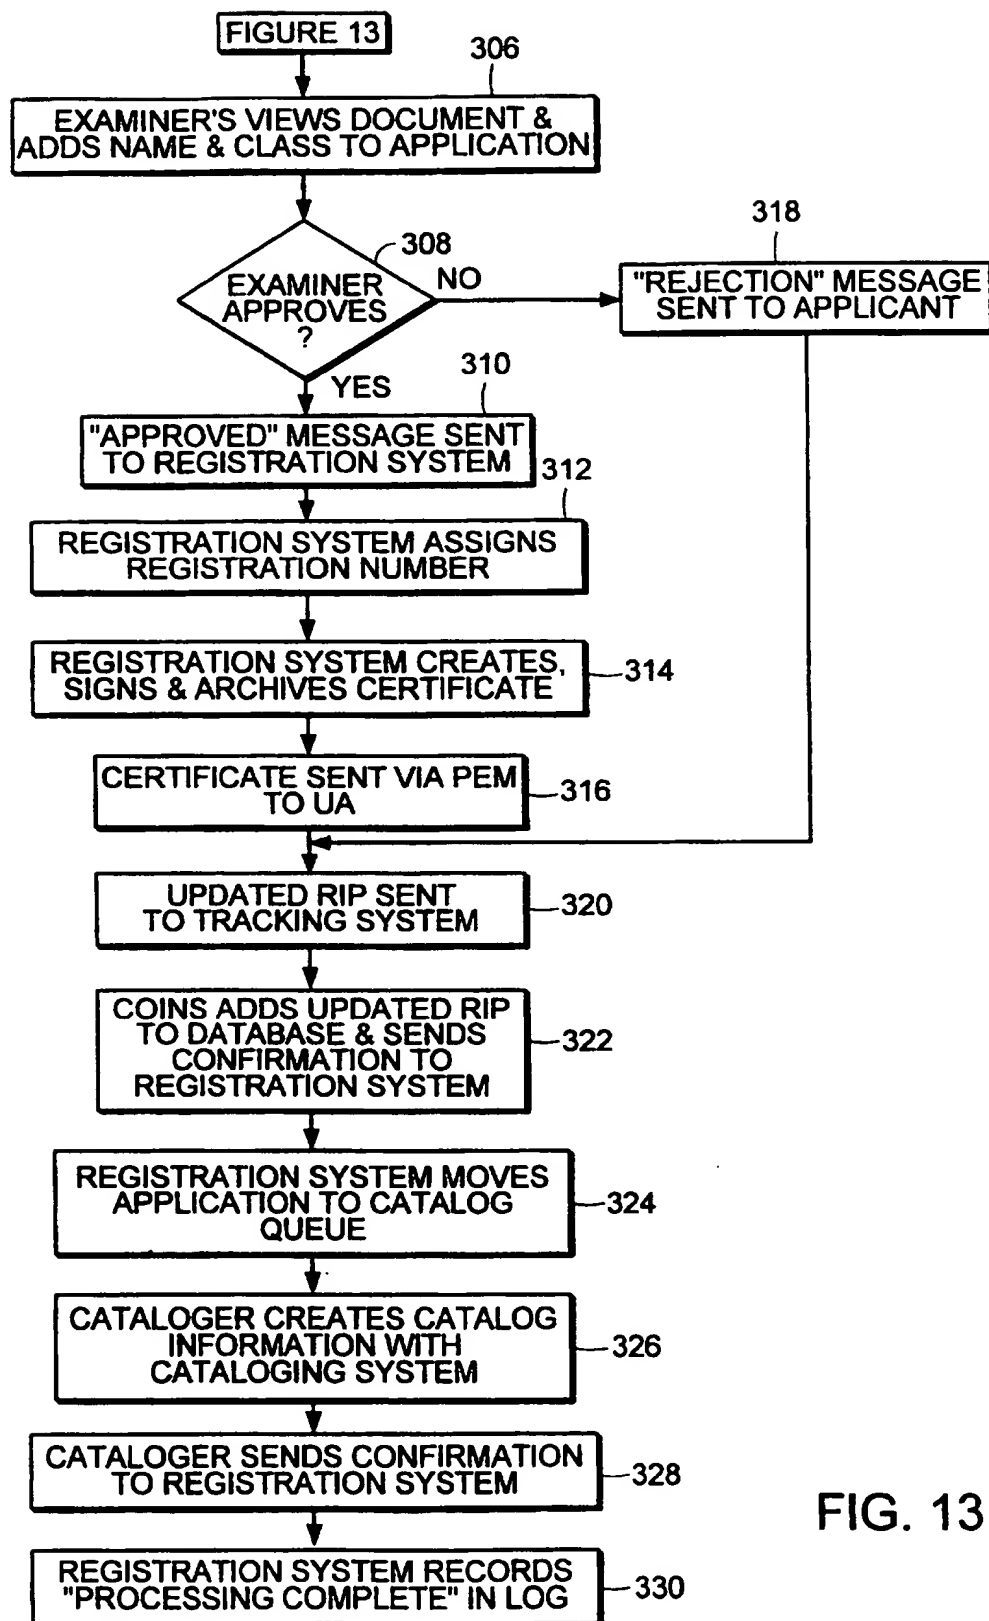 FIGURE 13
306
EXAMINER'S VIEWS DOCUMENT &
ADDS NAME & CLASS TO APPLICATION
308
EXAMINER
APPROVES
?
NO
318
"REJECTION" MESSAGE
SENT TO APPLICANT
YES
310
"APPROVED" MESSAGE SENT
TO REGISTRATION SYSTEM
312
REGISTRATION SYSTEM ASSIGNS
REGISTRATION NUMBER
REGISTRATION SYSTEM CREATES,
SIGNS & ARCHIVES CERTIFICATE
314
CERTIFICATE SENT VIA PEM
TO UA
316
UPDATED RIP SENT
TO TRACKING SYSTEM
320
COINS ADDS UPDATED RIP
TO DATABASE & SENDS
CONFIRMATION TO
REGISTRATION SYSTEM
322
REGISTRATION SYSTEM MOVES
APPLICATION TO CATALOG
QUEUE
324
CATALOGER CREATES CATALOG
INFORMATION WITH
CATALOGING SYSTEM
326
CATALOGER SENDS CONFIRMATION
TO REGISTRATION SYSTEM
328
REGISTRATION SYSTEM RECORDS
"PROCESSING COMPLETE" IN LOG
330
FIG. 13